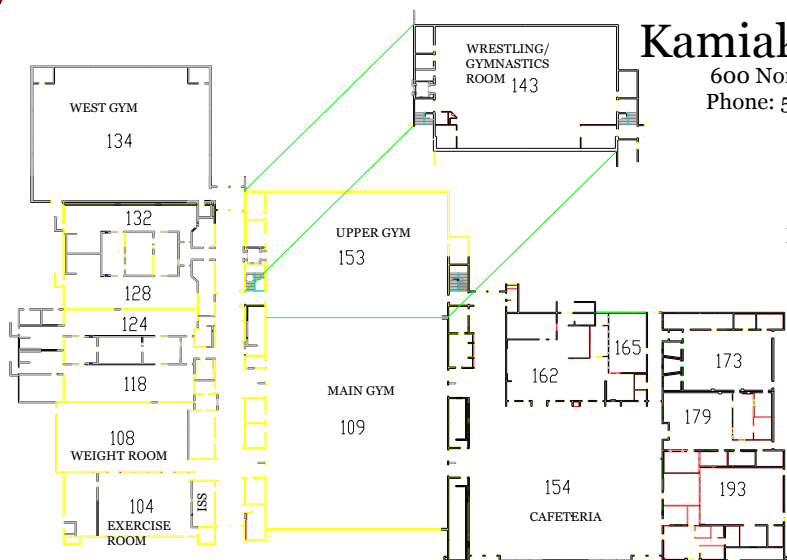 Kamiak
600 Nor
Phone: 5
WRESTLING/
GYMNASTICS
ROOM 143
WEST GYM
134
132
UPPER GYM
153
128
124
118
165
162
173
MAIN GYM
109
179
108
WEIGHT ROOM
104
EXERCISE
ROOM
ISS
154
CAFETERIA
193